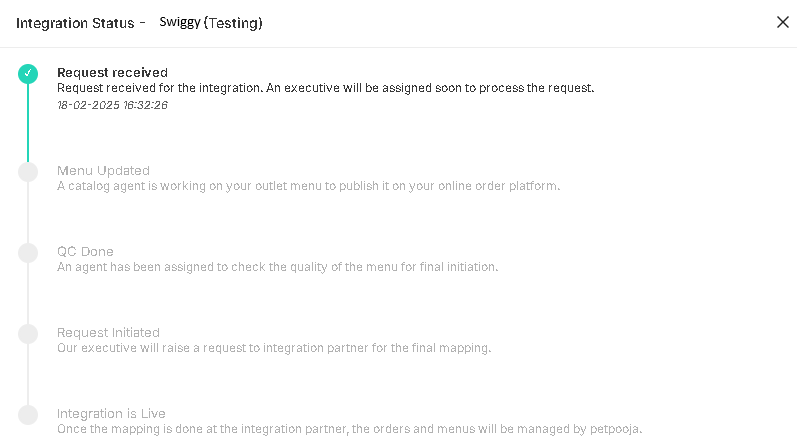 Integration Status - Swiggy (Testing)
Request received
Request received for the integration. An executive will be assigned soon to process the request.
18-02-2025 16:32:26
Menu Updated
A catalog agent is working on your outlet menu to publish it on your online order platform.
QC Done
An agent has been assigned to check the quality of the menu for final initiation.
Request Initiated
Our executive will raise a request to integration partner for the final mapping.
Integration is Live
Once the mapping is done at the integration partner, the orders and menus will be managed by petpooja.